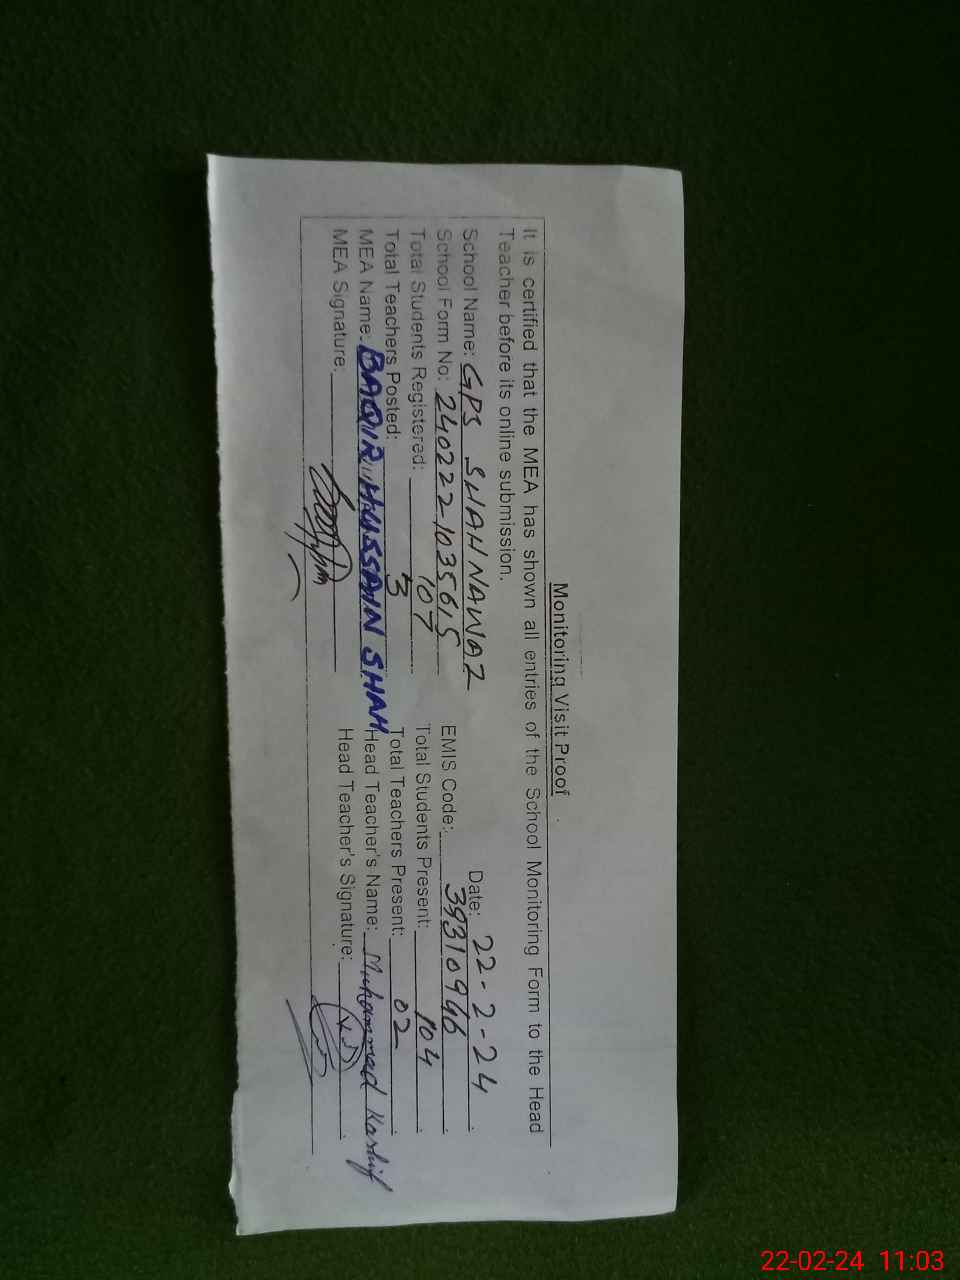 Monitoring Visit Proof
It is certified that the MEA has shown all entries of the School Monitoring Form to the Head
Teacher before its online submission.
Date: 22-2-24
School Name: GPS SHAH NAWAZ
School Form No: 240222-1035615 EMIS Code: 39310946
Total Students Registered: 107 Total Students Present: 104
Total Teachers Posted: 3 Total Teachers Present: 02
MEA Name: BAQIR HUSSAIN SHAH Head Teacher's Name: Muhammad Kashif
MEA Signature: Head Teacher's Signature:
22-02-24 11:03